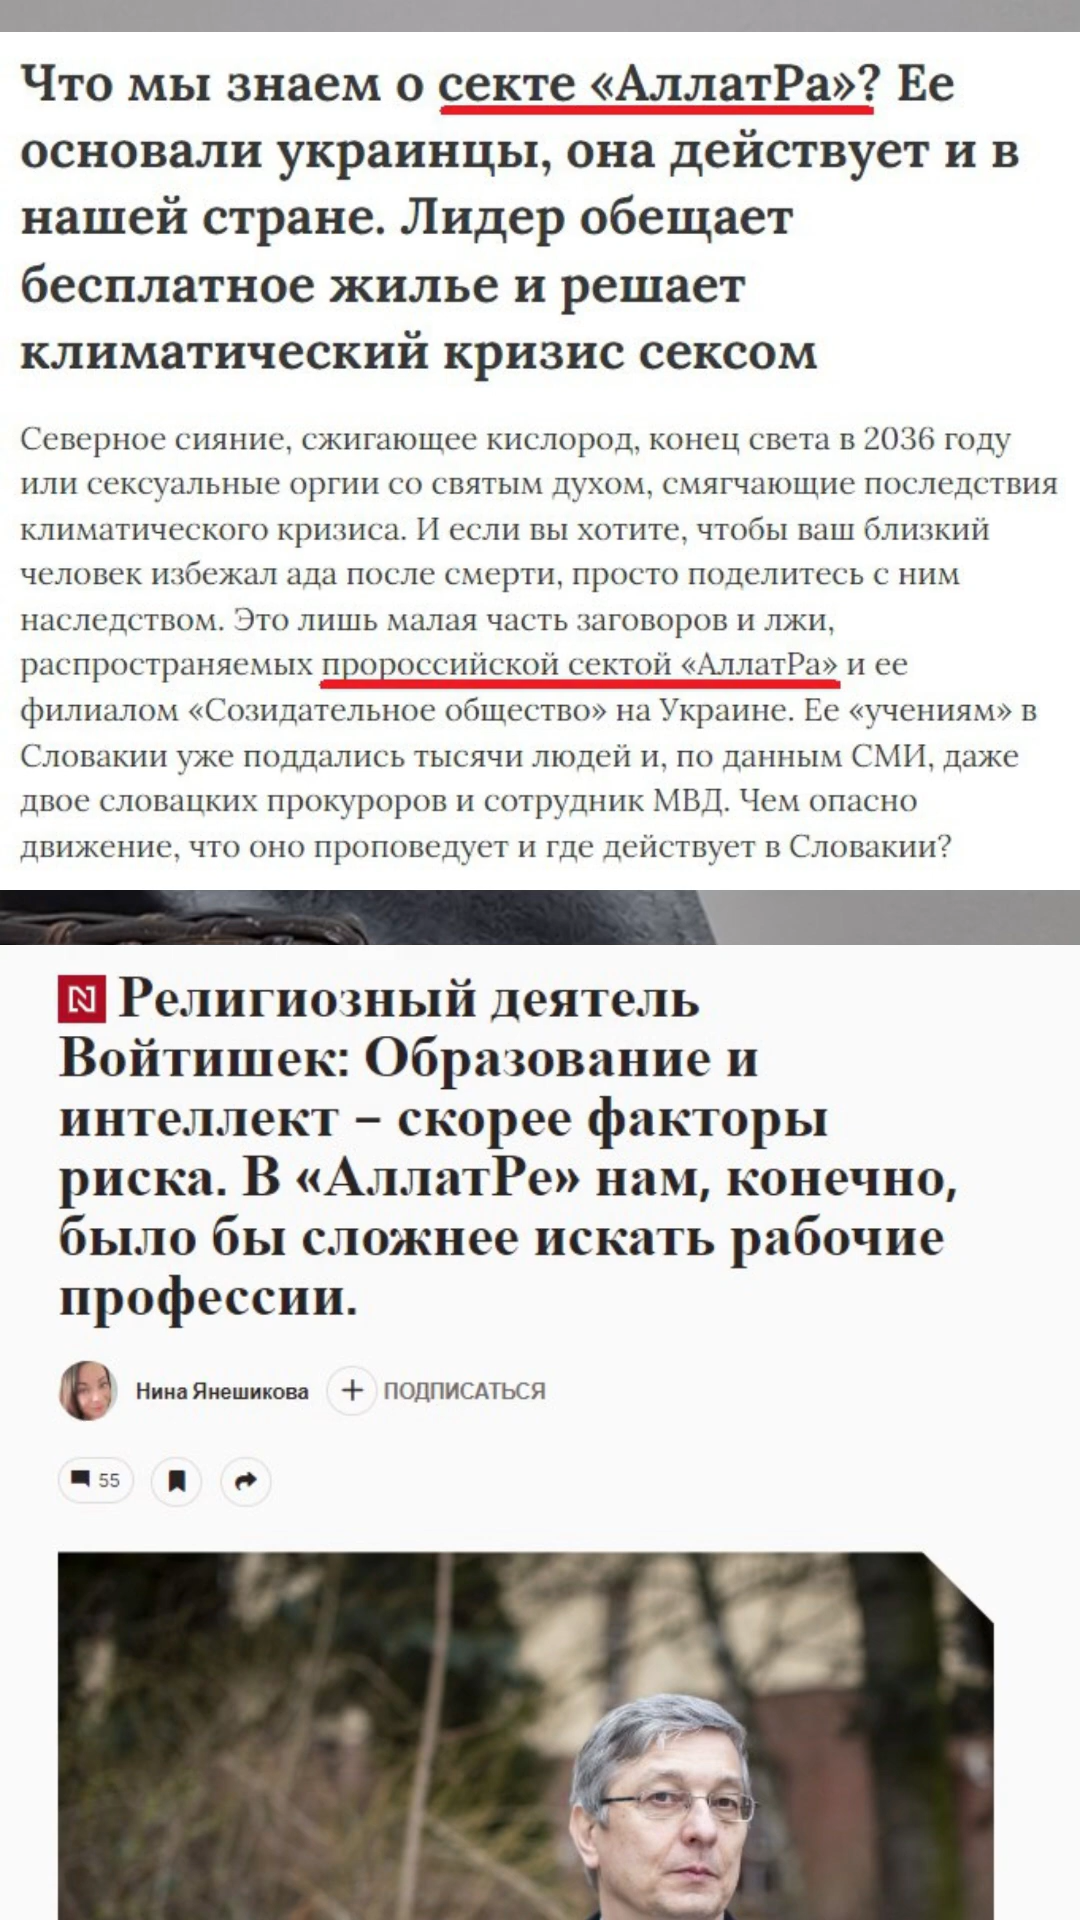 Что мы знаем о секте «АллатРа»? Ее
основали украинцы, она действует и в
нашей стране. Лидер обещает
бесплатное жилье и решает
климатический кризис сексом
Северное сияние, сжигающее кислород, конец света в 2036 году
или сексуальные оргии со святым духом, смягчающие последствия
климатического кризиса. И если вы хотите, чтобы ваш близкий
человек избежал ада после смерти, просто поделитесь с ним
наследством. Это лишь малая часть заговоров и лжи,
распространяемых пророссийской сектой «АллатРа» и ее
филиалом «Созидательное общество» на Украине. Ее «учениям» в
Словакии уже поддались тысячи людей и, по данным СМИ, даже
двое словацких прокуроров и сотрудник МВД. Чем опасно
движение, что оно проповедует и где действует в Словакии?
N Религиозный деятель
Войтишек: Образование и
интеллект – скорее факторы
риска. В «АллатРе» нам, конечно,
было бы сложнее искать рабочие
профессии.
Нина Янешикова + ПОДПИСАТЬСЯ
55